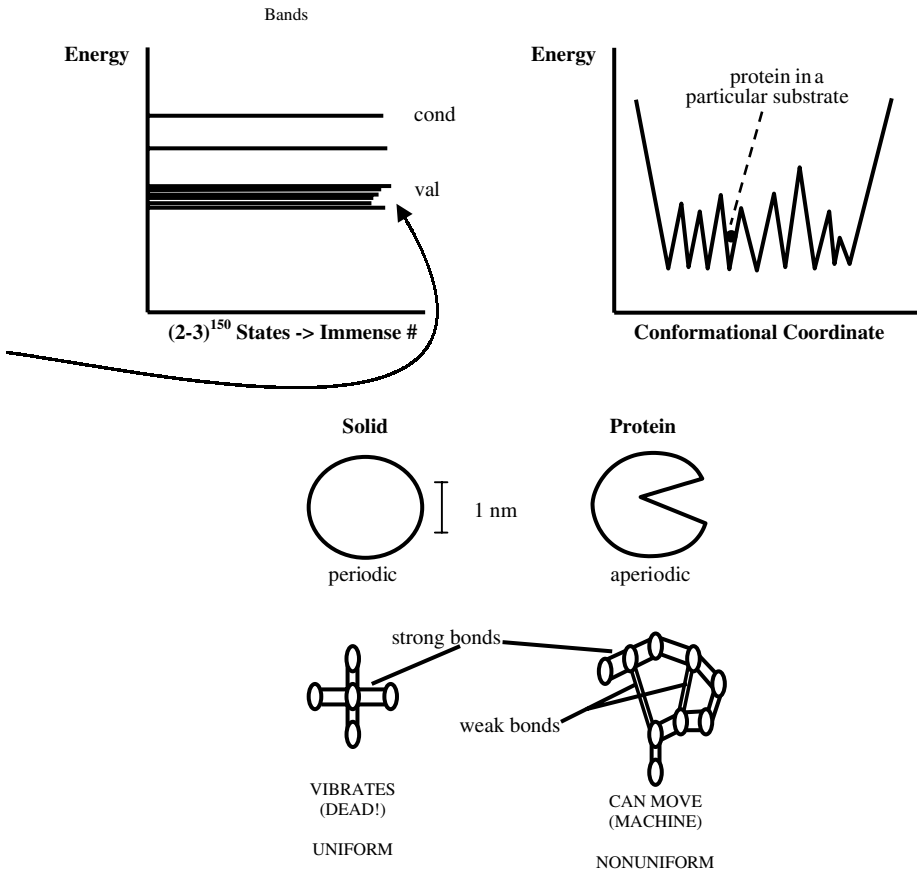 Bands
Energy
cond
val
(2-3)^150 States -> Immense #
Energy
protein in a
particular substrate
Conformational Coordinate
Solid
Protein
1 nm
periodic
aperiodic
strong bonds
weak bonds
VIBRATES
(DEAD!)
UNIFORM
CAN MOVE
(MACHINE)
NONUNIFORM